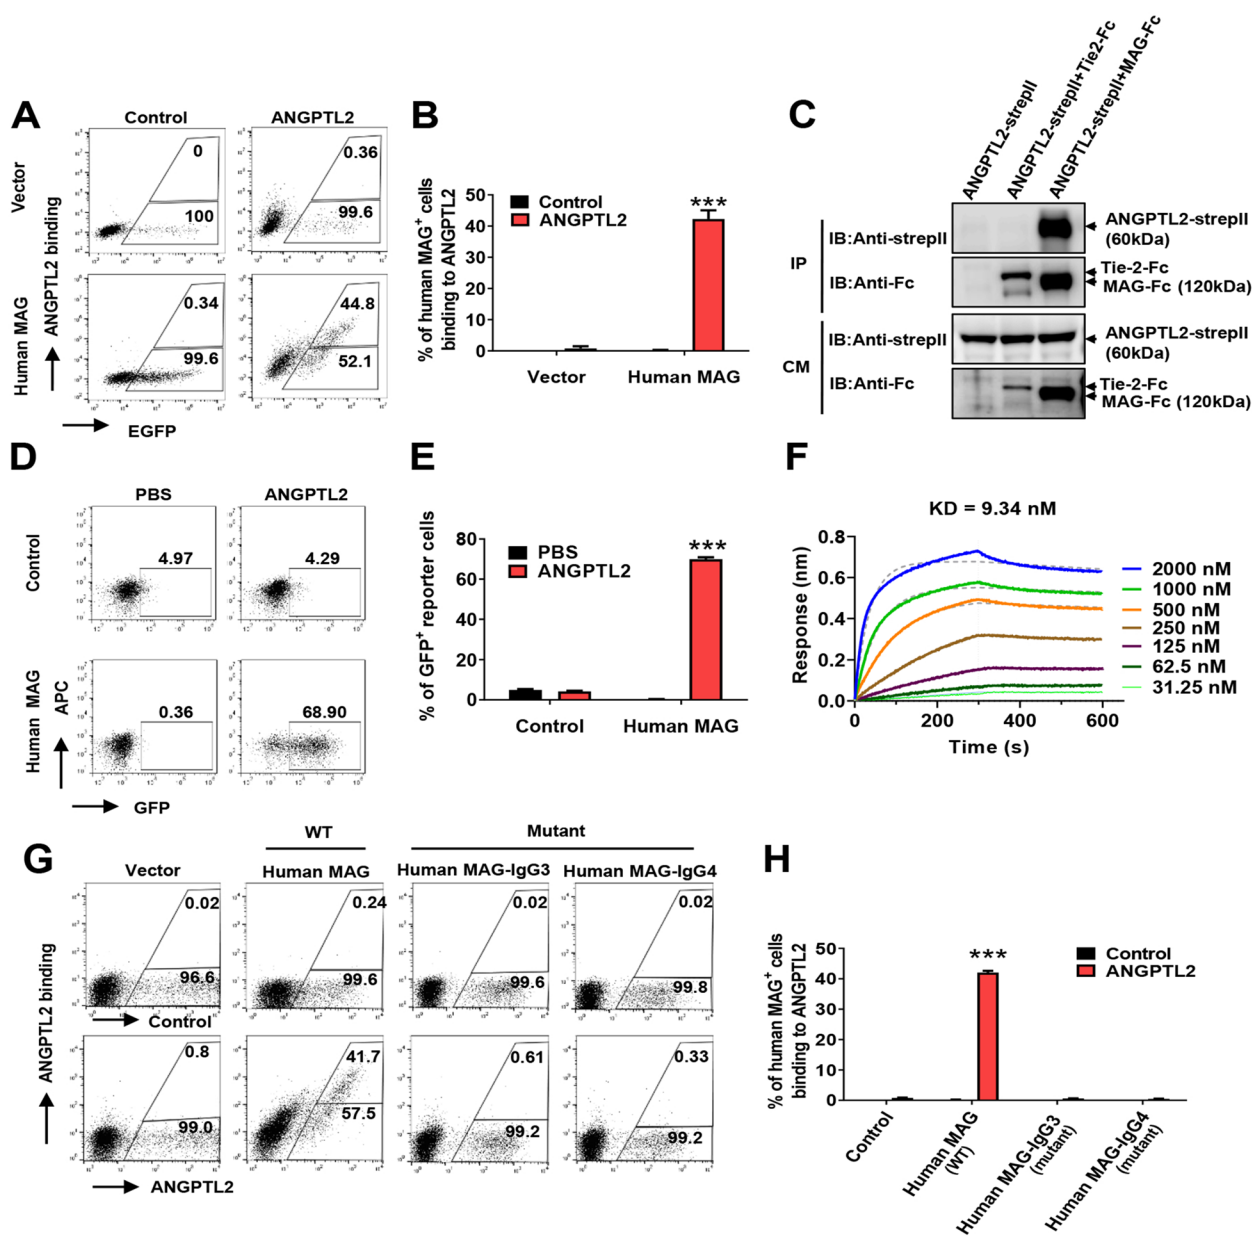 A
Control
ANGPTL2
Vector
Human MAG
ANGPTL2 binding
0
100
0.36
99.6
0.34
99.6
44.8
52.1
EGFP
B
% of human MAG+ cells
binding to ANGPTL2
50
40
30
20
10
0
Control
ANGPTL2
***
Vector
Human MAG
C
ANGPTL2-strepII
ANGPTL2-strepII+Tie2-Fc
ANGPTL2-strepII+MAG-Fc
IP
IB:Anti-strepII
ANGPTL2-strepII
(60kDa)
IB:Anti-Fc
Tie-2-Fc
MAG-Fc (120kDa)
CM
IB:Anti-strepII
ANGPTL2-strepII
(60kDa)
IB:Anti-Fc
Tie-2-Fc
MAG-Fc (120kDa)
D
PBS
ANGPTL2
Control
Human MAG
APC
4.97
4.29
0.36
68.90
GFP
E
% of GFP+ reporter cells
80
60
40
20
0
PBS
ANGPTL2
***
Control
Human MAG
F
KD = 9.34 nM
Response (nm)
0.8
0.6
0.4
0.2
0.0
0
200
400
600
Time (s)
2000 nM
1000 nM
500 nM
250 nM
125 nM
62.5 nM
31.25 nM
G
WT
Mutant
Vector
Human MAG
Human MAG-IgG3
Human MAG-IgG4
ANGPTL2 binding
0.02
96.6
0.24
99.6
0.02
99.6
0.02
99.8
Control
0.8
99.0
41.7
57.5
0.61
99.2
0.33
99.2
ANGPTL2
H
% of human MAG+ cells
binding to ANGPTL2
50
40
30
20
10
0
***
Control
ANGPTL2
Control
Human MAG
(WT)
Human MAG-IgG3
(mutant)
Human MAG-IgG4
(mutant)